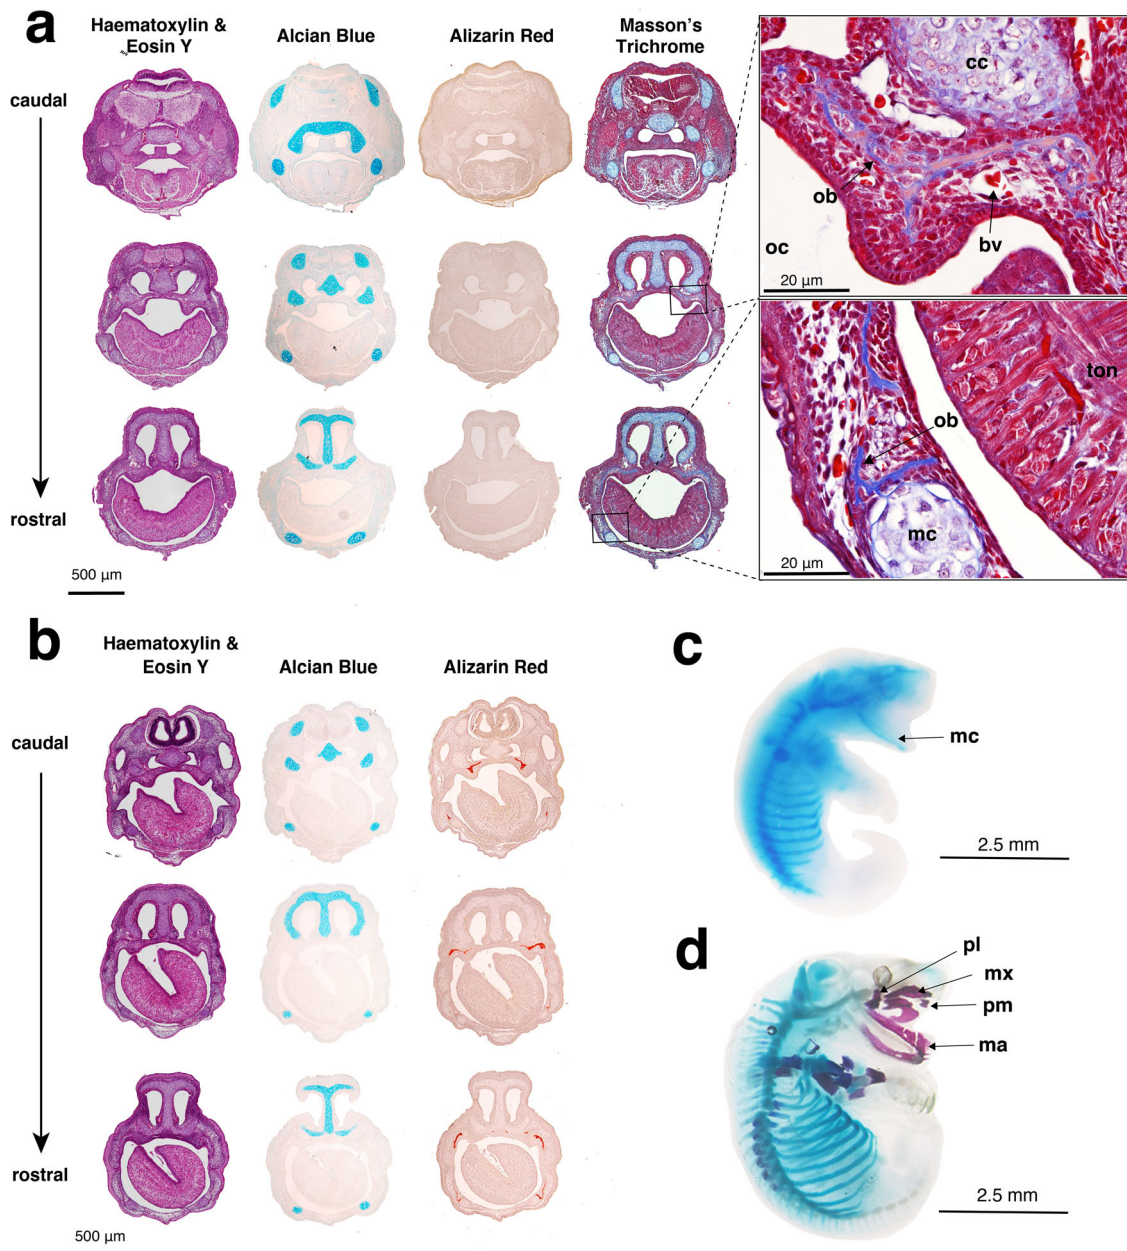 a
Haematoxylin &
Eosin Y
Alcian Blue
Alizarin Red
Masson's
Trichrome
caudal
rostral
500 µm
cc
ob
bv
oc
20 µm
ton
ob
mc
20 µm
b
Haematoxylin &
Eosin Y
Alcian Blue
Alizarin Red
caudal
rostral
500 µm
c
mc
2.5 mm
d
pl
mx
pm
ma
2.5 mm